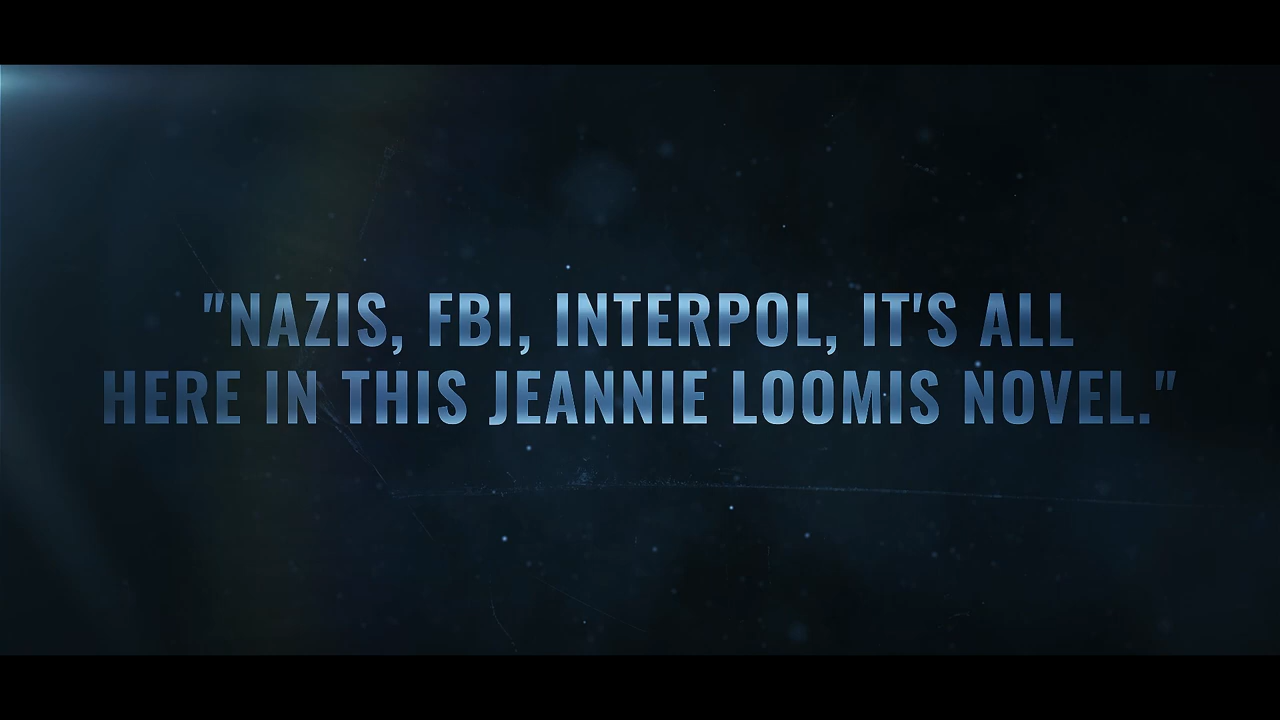 "NAZIS, FBI, INTERPOL, IT'S ALL
HERE IN THIS JEANNIE LOOMIS NOVEL."